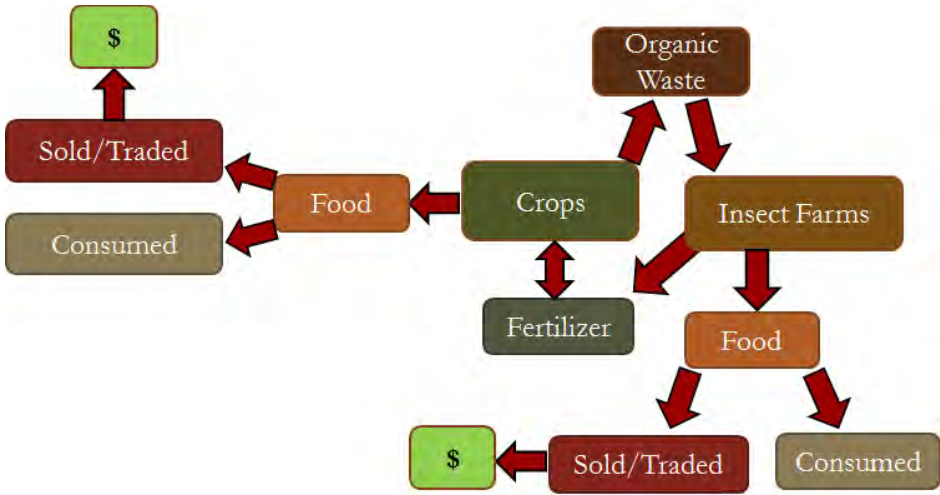 $
Organic
Waste
Sold/Traded
Food
Crops
Insect Farms
Consumed
Fertilizer
Food
$
Sold/Traded
Consumed